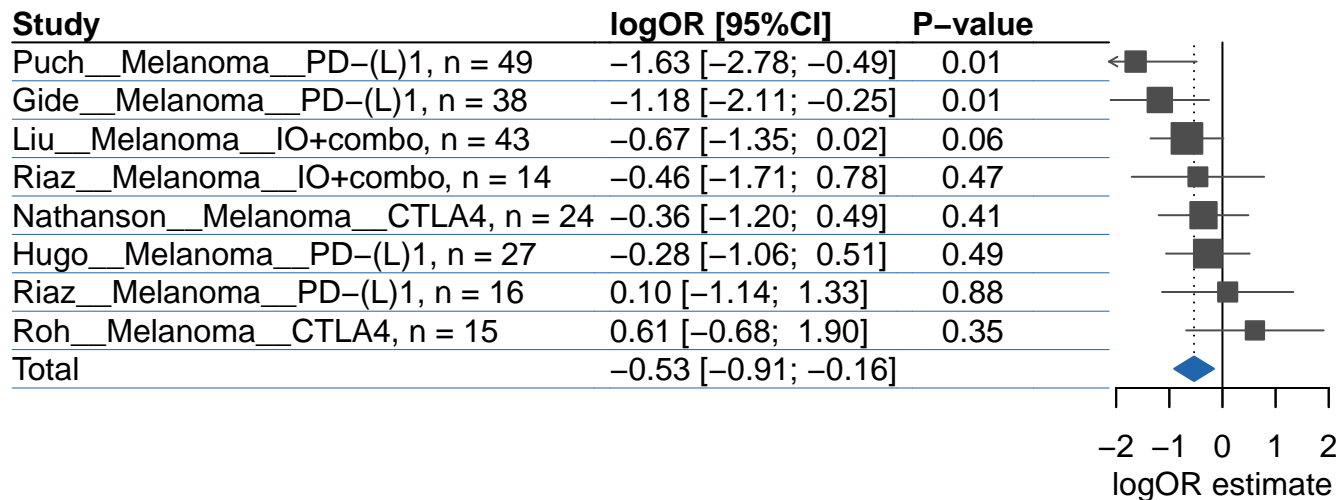 Study logOR [95%CI] P−value
Puch__Melanoma__PD−(L)1, n = 49 −1.63 [−2.78; −0.49] 0.01
Gide__Melanoma__PD−(L)1, n = 38 −1.18 [−2.11; −0.25] 0.01
Liu__Melanoma__IO+combo, n = 43 −0.67 [−1.35; 0.02] 0.06
Riaz__Melanoma__IO+combo, n = 14 −0.46 [−1.71; 0.78] 0.47
Nathanson__Melanoma__CTLA4, n = 24 −0.36 [−1.20; 0.49] 0.41
Hugo__Melanoma__PD−(L)1, n = 27 −0.28 [−1.06; 0.51] 0.49
Riaz__Melanoma__PD−(L)1, n = 16 0.10 [−1.14; 1.33] 0.88
Roh__Melanoma__CTLA4, n = 15 0.61 [−0.68; 1.90] 0.35
Total −0.53 [−0.91; −0.16]
−2 −1 0 1 2
logOR estimate